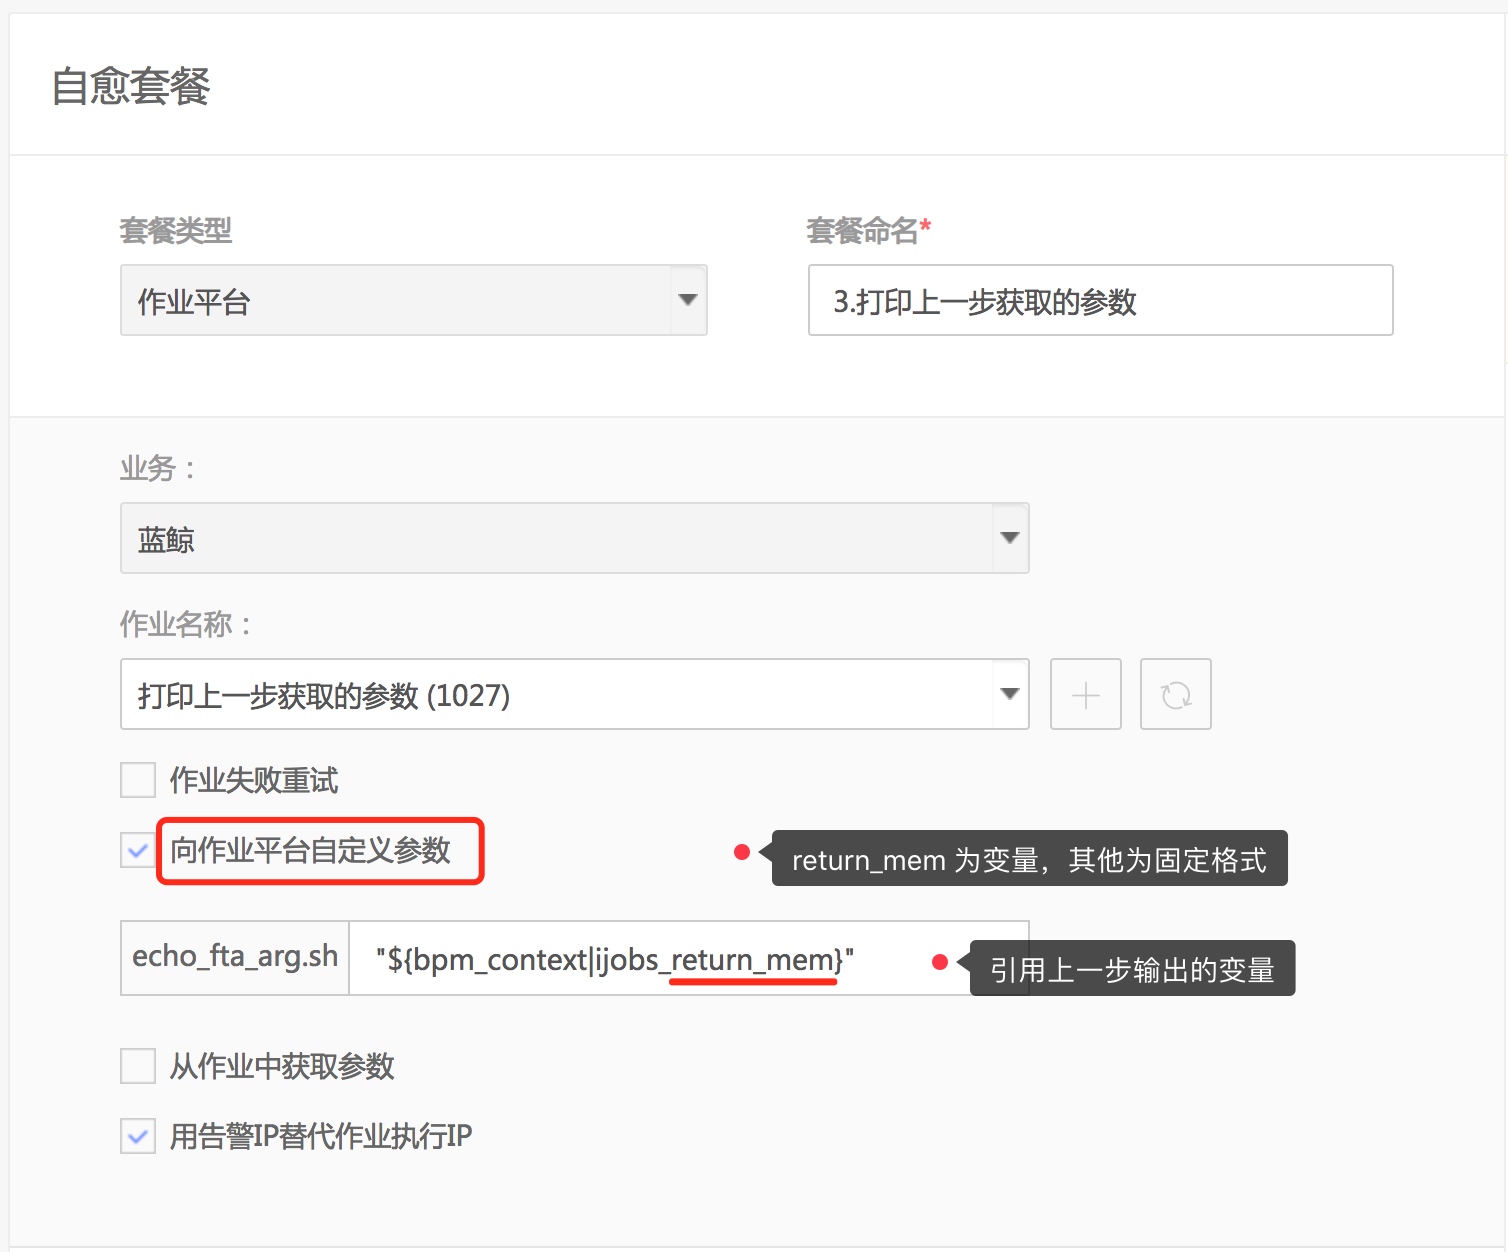 自愈套餐
套餐类型
套餐命名*
作业平台
3.打印上一步获取的参数
业务：
蓝鲸
作业名称：
打印上一步获取的参数 (1027)
作业失败重试
向作业平台自定义参数
return_mem 为变量，其他为固定格式
echo_fta_arg.sh
"${bpm_context|ijobs_return_mem}"
引用上一步输出的变量
从作业中获取参数
用告警IP替代作业执行IP